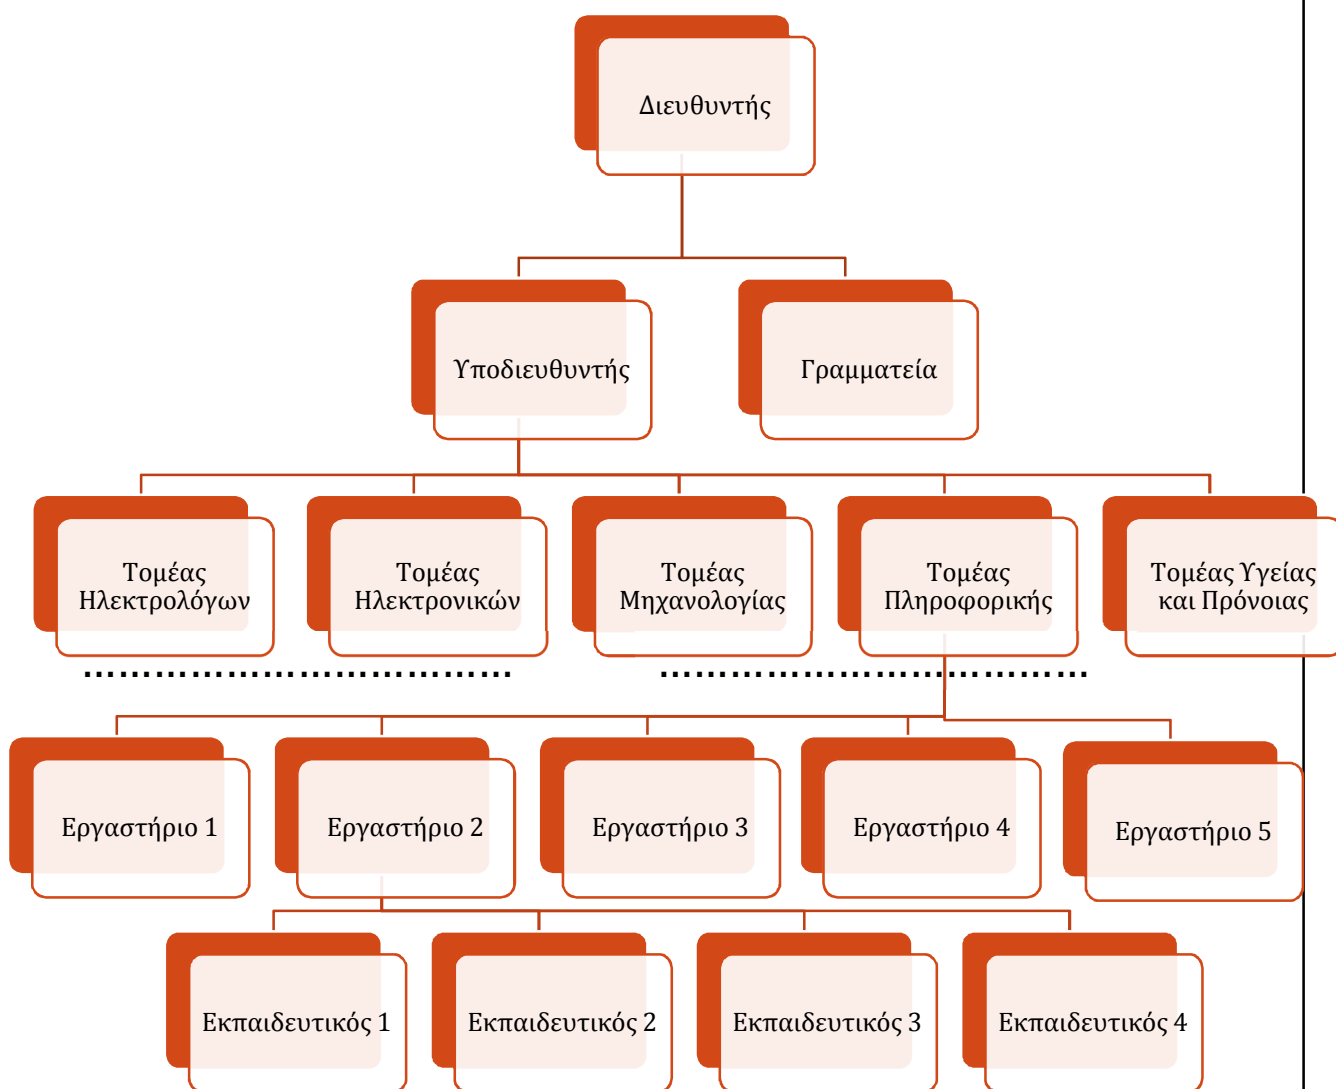 Διευθυντής
Υποδιευθυντής
Γραμματεία
Τομέας
Ηλεκτρολόγων
Τομέας
Ηλεκτρονικών
Τομέας
Μηχανολογίας
Τομέας
Πληροφορικής
Τομέας Υγείας
και Πρόνοιας
Εργαστήριο 1
Εργαστήριο 2
Εργαστήριο 3
Εργαστήριο 4
Εργαστήριο 5
Εκπαιδευτικός 1
Εκπαιδευτικός 2
Εκπαιδευτικός 3
Εκπαιδευτικός 4